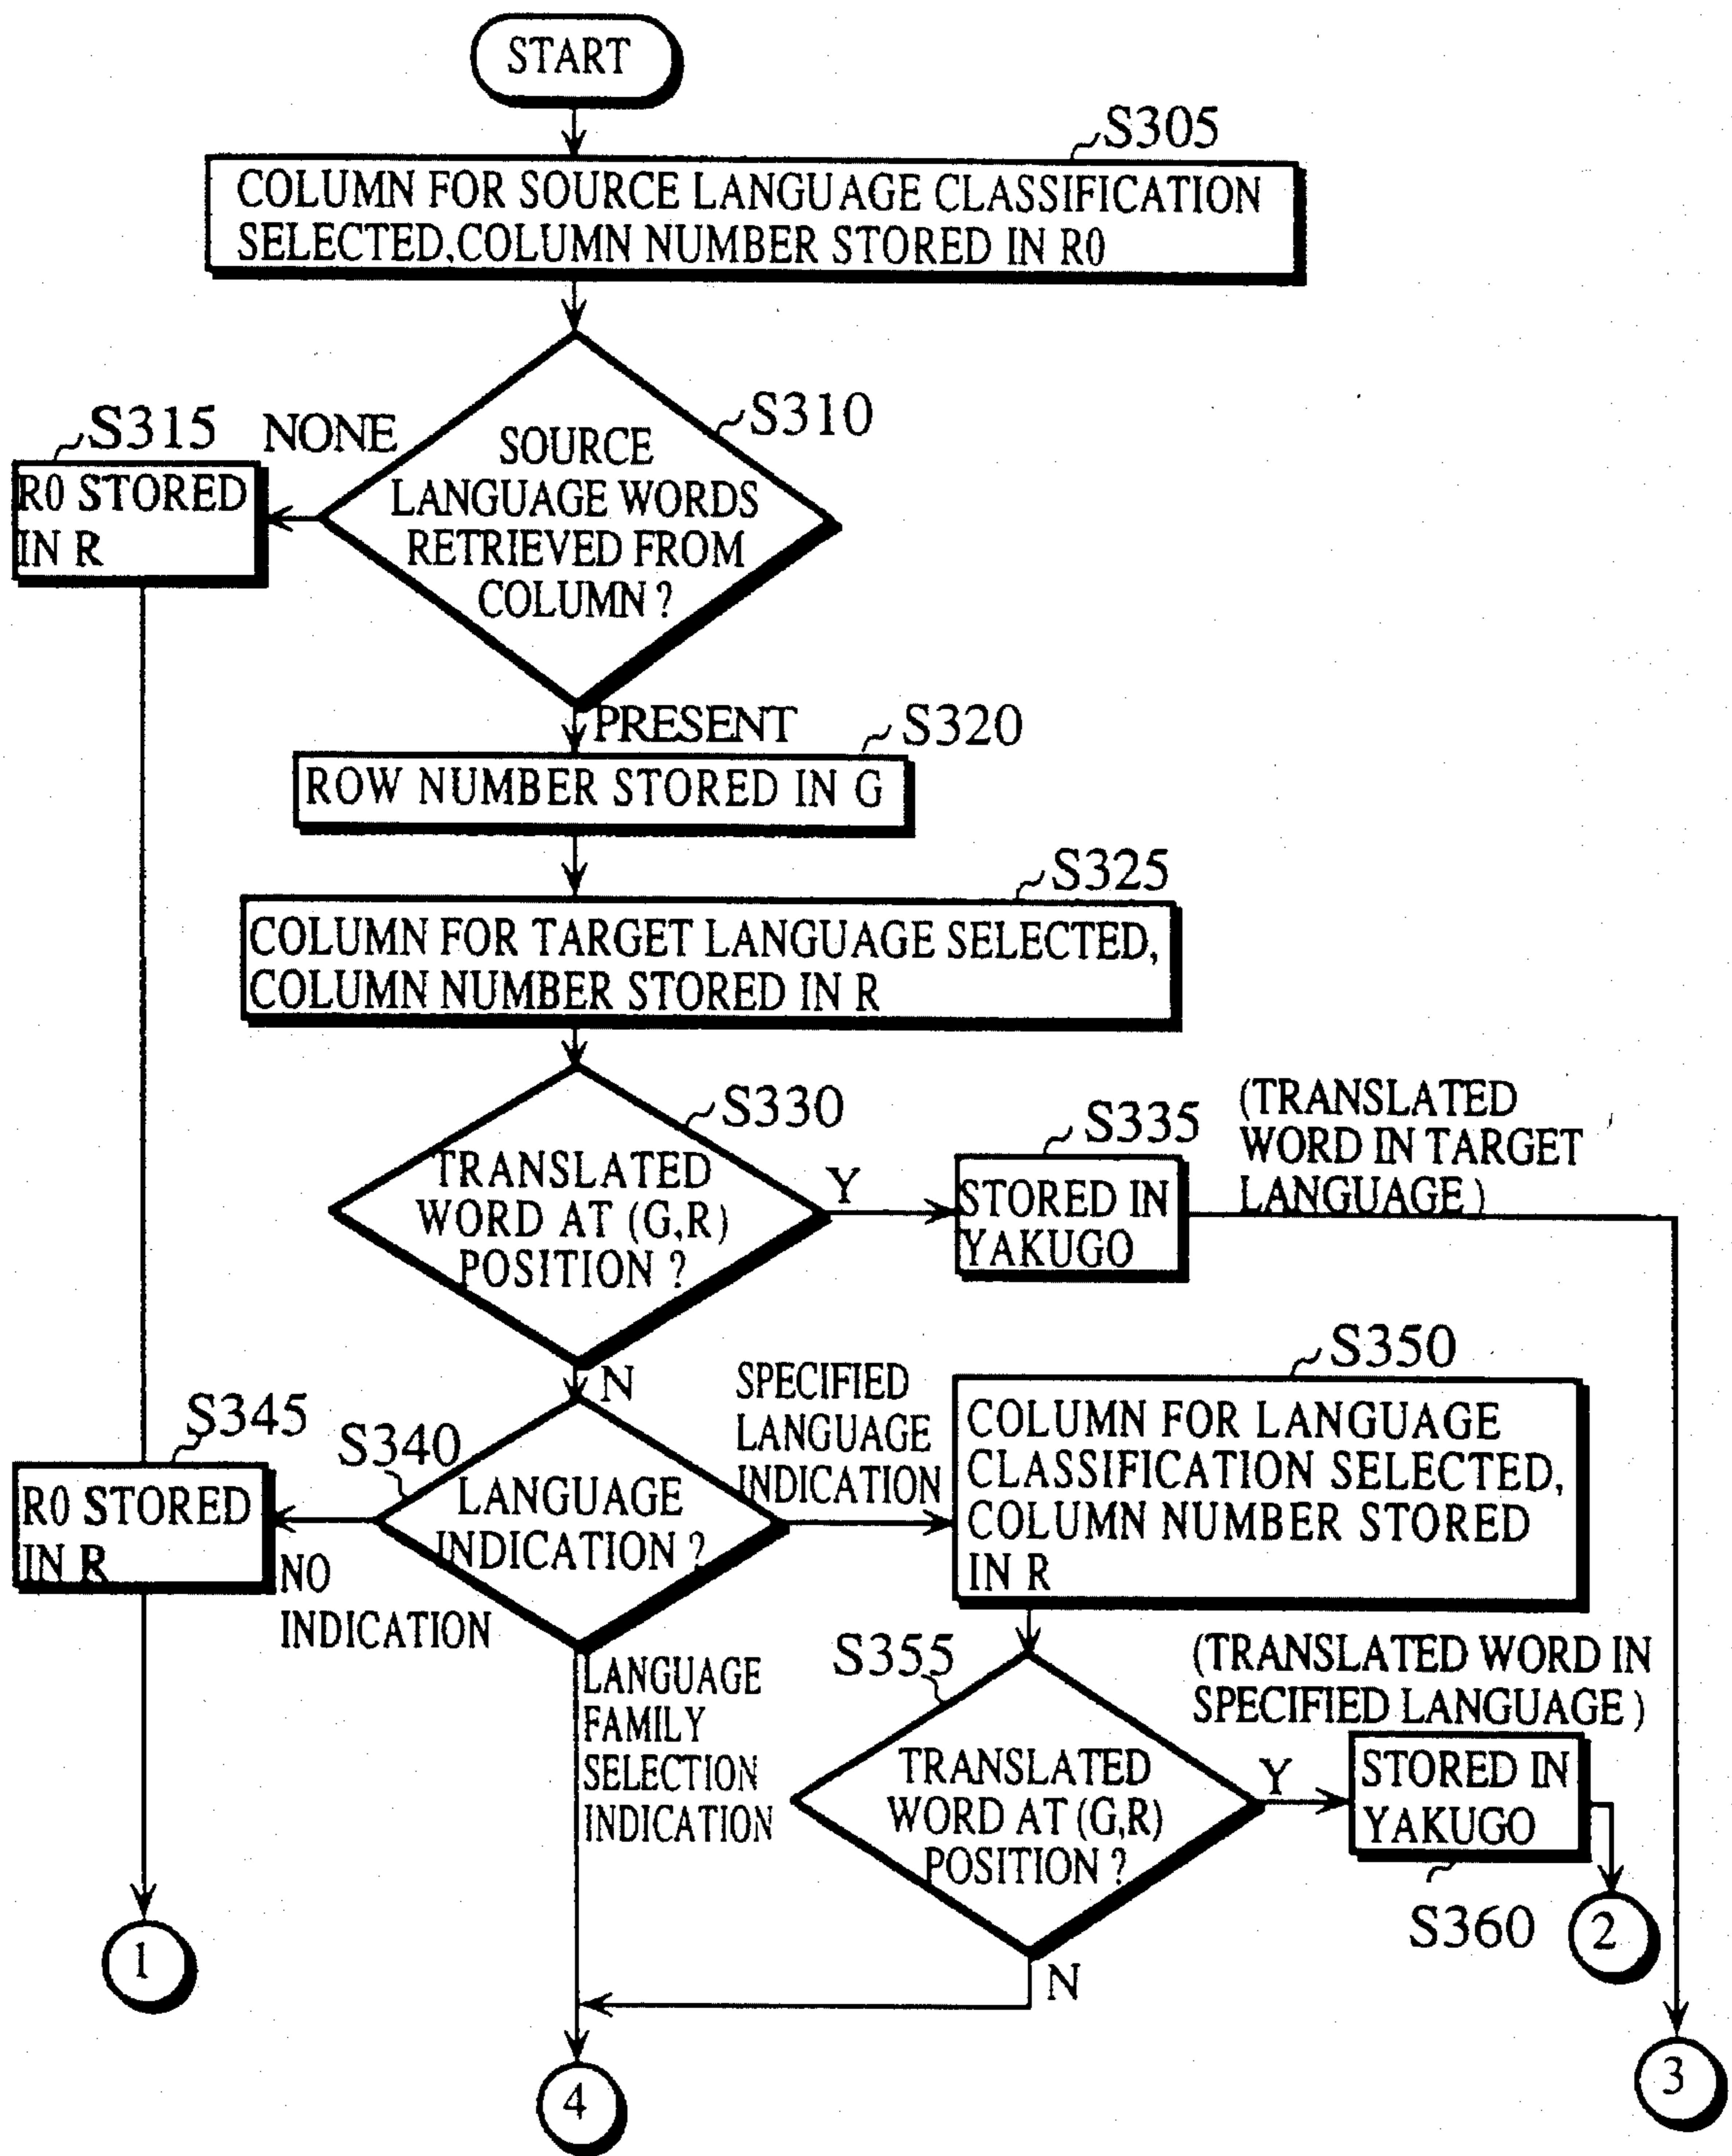 START
S305
COLUMN FOR SOURCE LANGUAGE CLASSIFICATION
SELECTED,COLUMN NUMBER STORED IN R0
S310
S315
NONE
SOURCE
LANGUAGE WORDS
RETRIEVED FROM
COLUMN ?
R0 STORED
IN R
PRESENT
S320
ROW NUMBER STORED IN G
S325
COLUMN FOR TARGET LANGUAGE SELECTED,
COLUMN NUMBER STORED IN R
S330
TRANSLATED
WORD AT (G,R)
POSITION ?
Y
S335
STORED IN
YAKUGO
(TRANSLATED
WORD IN TARGET
LANGUAGE )
N
S340
LANGUAGE
INDICATION ?
S345
R0 STORED
IN R
NO
INDICATION
SPECIFIED
LANGUAGE
INDICATION
S350
COLUMN FOR LANGUAGE
CLASSIFICATION SELECTED,
COLUMN NUMBER STORED
IN R
LANGUAGE
FAMILY
SELECTION
INDICATION
S355
TRANSLATED
WORD AT (G,R)
POSITION ?
Y
(TRANSLATED WORD IN
SPECIFIED LANGUAGE )
STORED IN
YAKUGO
S360
N
1
2
3
4